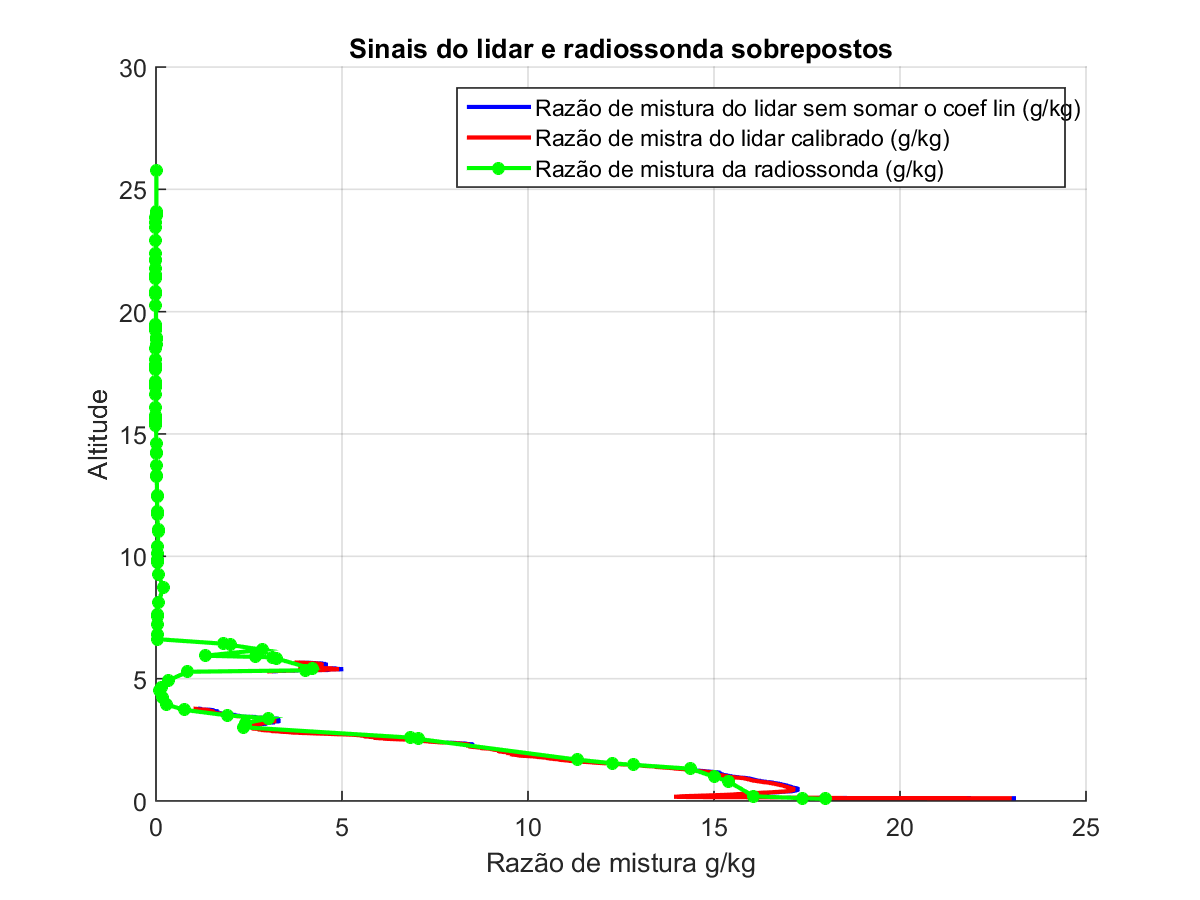 Sinais do lidar e radiossonda sobrepostos
Razão de mistura do lidar sem somar o coef lin (g/kg)
Razão de mistra do lidar calibrado (g/kg)
Razão de mistura da radiossonda (g/kg)
30
25
20
15
10
5
0
Altitude
0 5 10 15 20 25
Razão de mistura g/kg